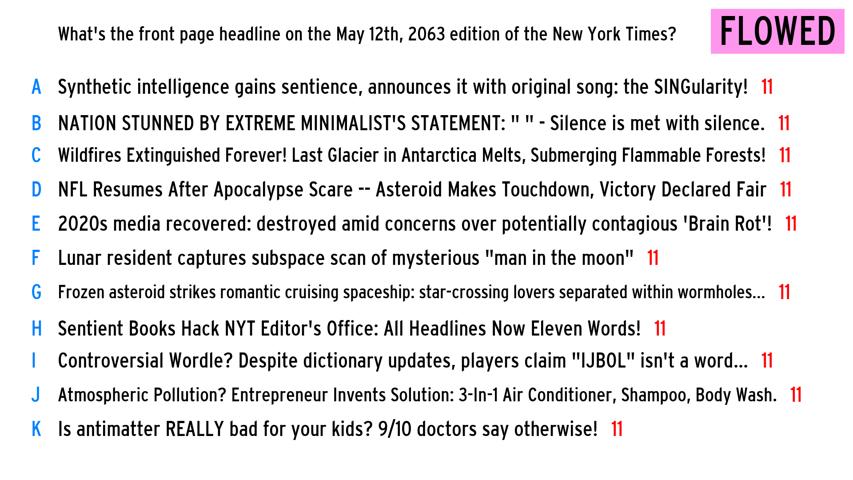 What's the front page headline on the May 12th, 2063 edition of the New York Times?
FLOWED
A Synthetic intelligence gains sentience, announces it with original song: the SINGularity! 11
B NATION STUNNED BY EXTREME MINIMALIST'S STATEMENT: " " - Silence is met with silence. 11
C Wildfires Extinguished Forever! Last Glacier in Antarctica Melts, Submerging Flammable Forests! 11
D NFL Resumes After Apocalypse Scare -- Asteroid Makes Touchdown, Victory Declared Fair 11
E 2020s media recovered: destroyed amid concerns over potentially contagious 'Brain Rot'! 11
F Lunar resident captures subspace scan of mysterious "man in the moon" 11
G Frozen asteroid strikes romantic cruising spaceship: star-crossing lovers separated within wormholes... 11
H Sentient Books Hack NYT Editor's Office: All Headlines Now Eleven Words! 11
I Controversial Wordle? Despite dictionary updates, players claim "IJBOL" isn't a word... 11
J Atmospheric Pollution? Entrepreneur Invents Solution: 3-In-1 Air Conditioner, Shampoo, Body Wash. 11
K Is antimatter REALLY bad for your kids? 9/10 doctors say otherwise! 11